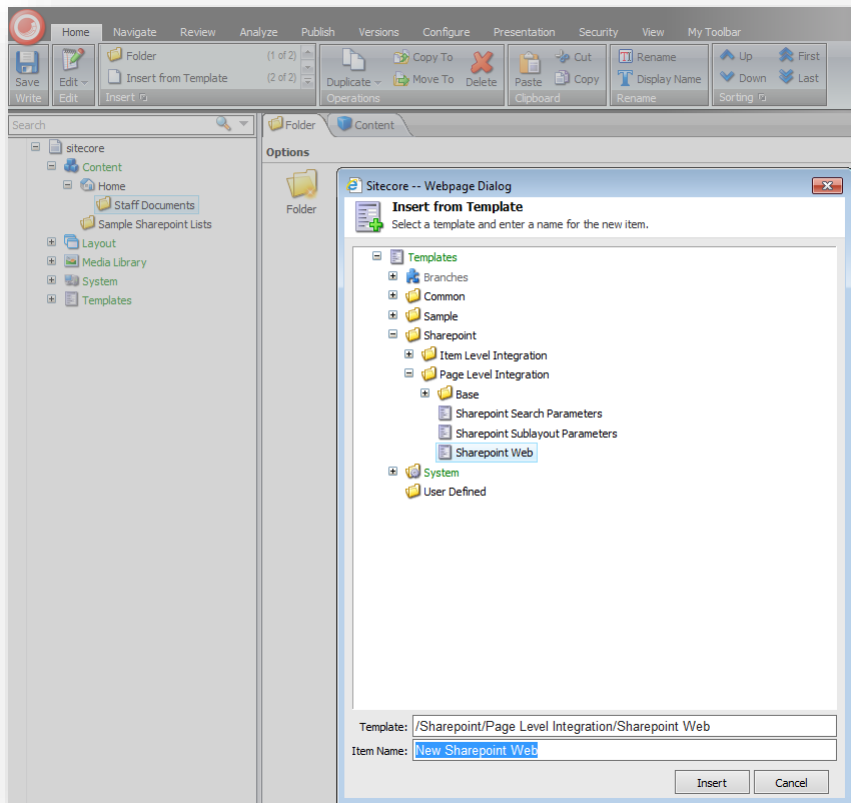 Home Navigate Review Analyze Publish Versions Configure Presentation Security View My Toolbar
Save
Write
Edit
Edit
Folder (1 of 2)
Insert from Template (2 of 2)
Insert
Duplicate
Copy To
Move To
Delete
Operations
Paste
Cut
Copy
Clipboard
Rename
Display Name
Rename
Up First
Down Last
Sorting
Search
sitecore
Content
Home
Staff Documents
Sample Sharepoint Lists
Layout
Media Library
System
Templates
Folder Content
Options
Folder
Sitecore -- Webpage Dialog
Insert from Template
Select a template and enter a name for the new item.
Templates
Branches
Common
Sample
Sharepoint
Item Level Integration
Page Level Integration
Base
Sharepoint Search Parameters
Sharepoint Sublayout Parameters
Sharepoint Web
System
User Defined
Template: /Sharepoint/Page Level Integration/Sharepoint Web
Item Name: New Sharepoint Web
Insert Cancel